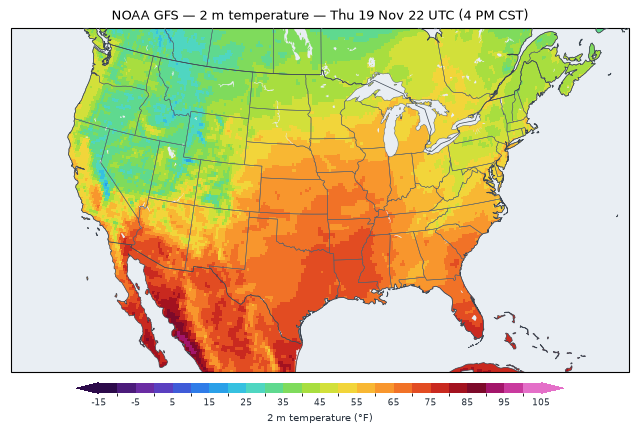 NOAA GFS — 2 m temperature — Thu 19 Nov 22 UTC (4 PM CST)
-15 -5 5 15 25 35 45 55 65 75 85 95 105
2 m temperature (°F)